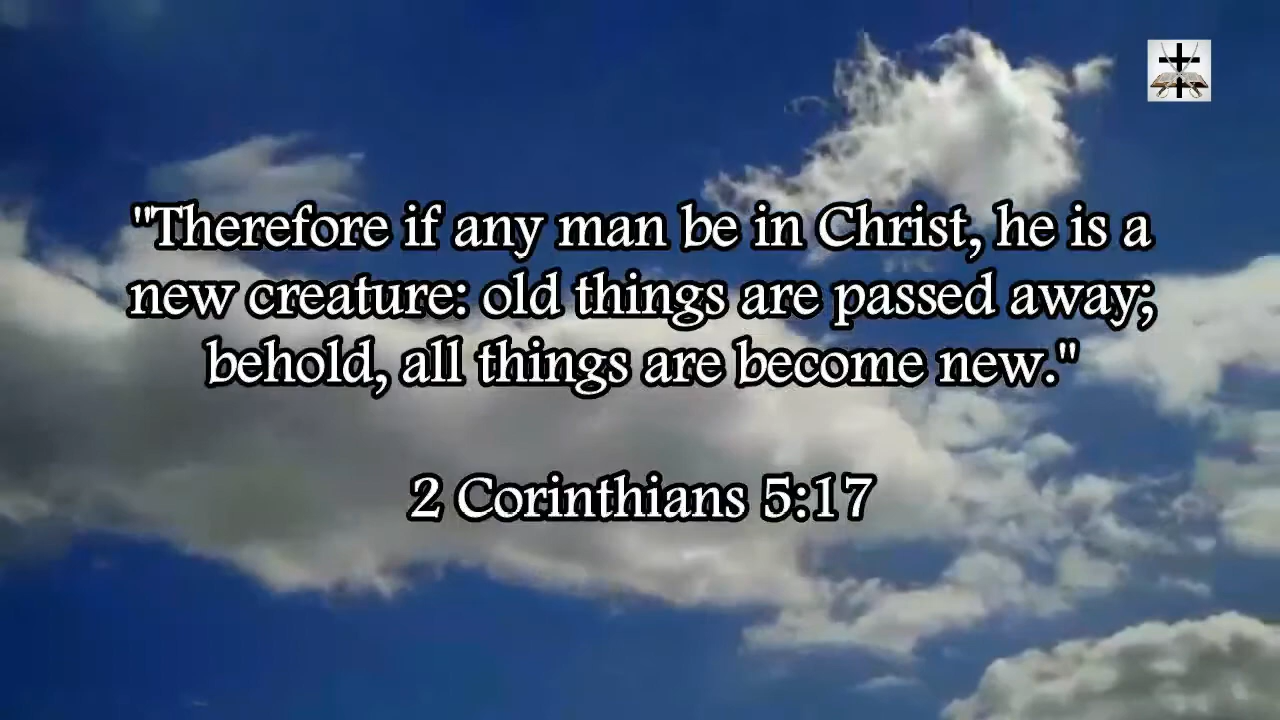 "Therefore if any man be in Christ, he is a
new creature: old things are passed away;
behold, all things are become new."
2 Corinthians 5:17